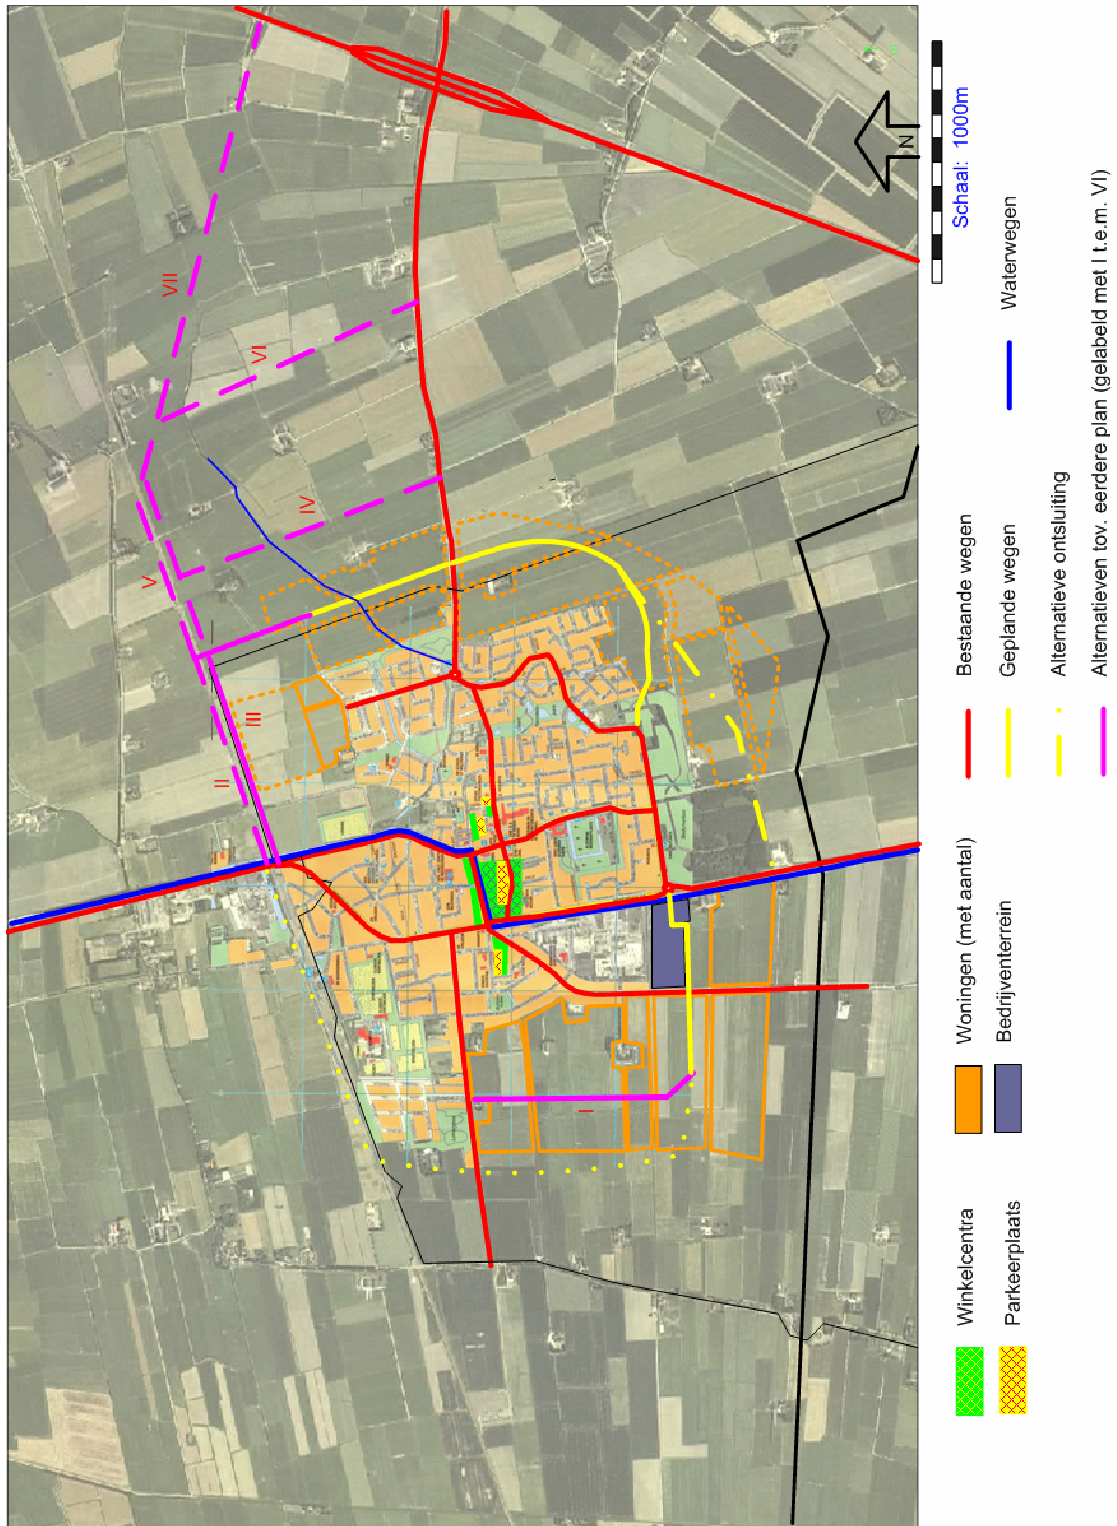 VII
VI
V
IV
III
II
I
N
Schaal: 1000m
Winkelcentra
Parkeerplaats
Woningen (met aantal)
Bedrijventerrein
Bestaande wegen
Geplande wegen
Alternatieve ontsluiting
Alternatieven tov. eerdere plan (gelabeld met I t.e.m. VI)
Waterwegen